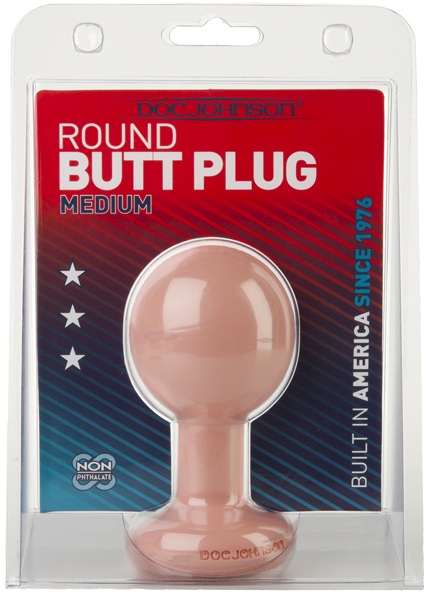 DOC JOHNSON®
ROUND
BUTT PLUG
MEDIUM
BUILT IN AMERICA SINCE 1976
NON
PHTHALATE
DOC JOHNSON